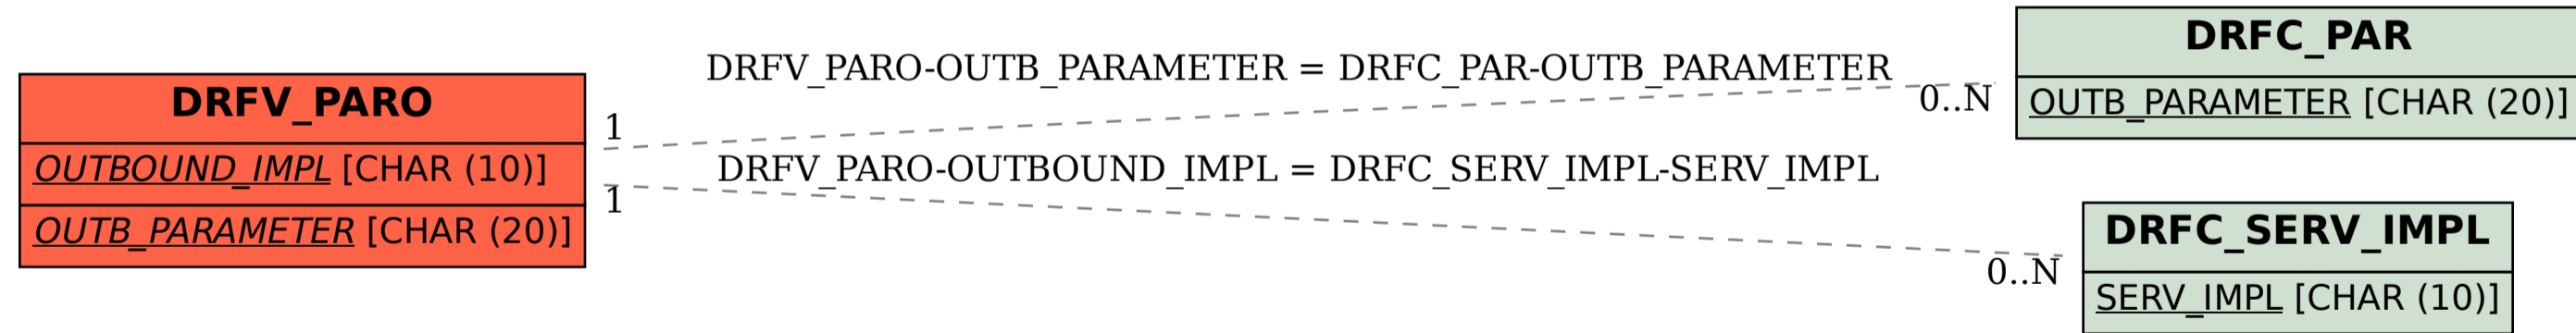 DRFV_PARO
OUTBOUND_IMPL [CHAR (10)]
OUTB_PARAMETER [CHAR (20)]
DRFV_PARO-OUTB_PARAMETER = DRFC_PAR-OUTB_PARAMETER
1
0..N
DRFV_PARO-OUTBOUND_IMPL = DRFC_SERV_IMPL-SERV_IMPL
1
0..N
DRFC_PAR
OUTB_PARAMETER [CHAR (20)]
DRFC_SERV_IMPL
SERV_IMPL [CHAR (10)]